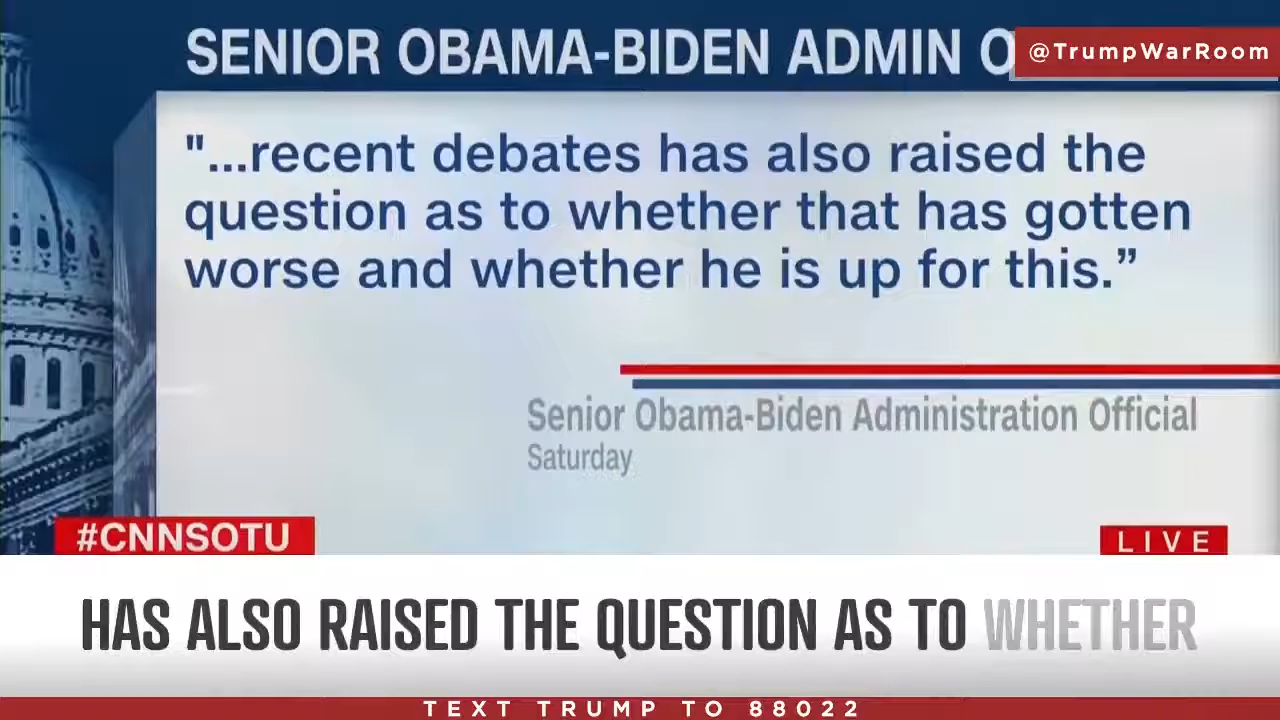 SENIOR OBAMA-BIDEN ADMIN
@TrumpWarRoom
"...recent debates has also raised the
question as to whether that has gotten
worse and whether he is up for this.”
Senior Obama-Biden Administration Official
Saturday
#CNNSOTU
LIVE
HAS ALSO RAISED THE QUESTION AS TO WHETHER
TEXT TRUMP TO 88022